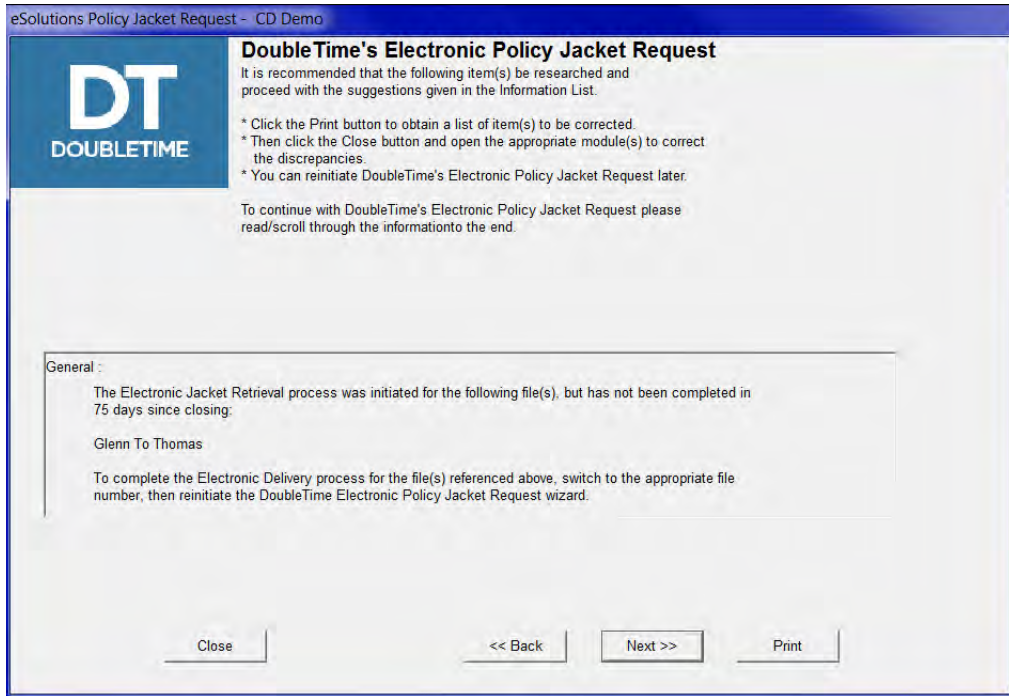 eSolutions Policy Jacket Request - CD Demo
DT
DOUBLETIME
DoubleTime's Electronic Policy Jacket Request
It is recommended that the following item(s) be researched and
proceed with the suggestions given in the Information List.
* Click the Print button to obtain a list of item(s) to be corrected.
* Then click the Close button and open the appropriate module(s) to correct
the discrepancies.
* You can reinitiate DoubleTime's Electronic Policy Jacket Request later.
To continue with DoubleTime's Electronic Policy Jacket Request please
read/scroll through the informationto the end.
General :
The Electronic Jacket Retrieval process was initiated for the following file(s), but has not been completed in
75 days since closing:
Glenn To Thomas
To complete the Electronic Delivery process for the file(s) referenced above, switch to the appropriate file
number, then reinitiate the DoubleTime Electronic Policy Jacket Request wizard.
Close
<< Back
Next >>
Print